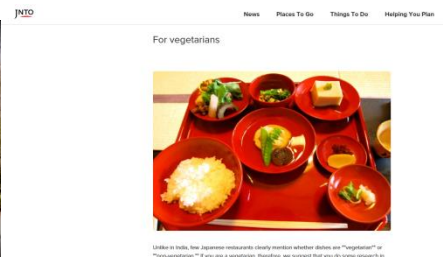 JNTO
News Places To Go Things To Do Helping You Plan
For vegetarians
Unlike in India, few Japanese restaurants clearly mention whether dishes are ""vegetarian"" or
""non-vegetarian."" If you are a vegetarian, therefore, we suggest that you do some research in